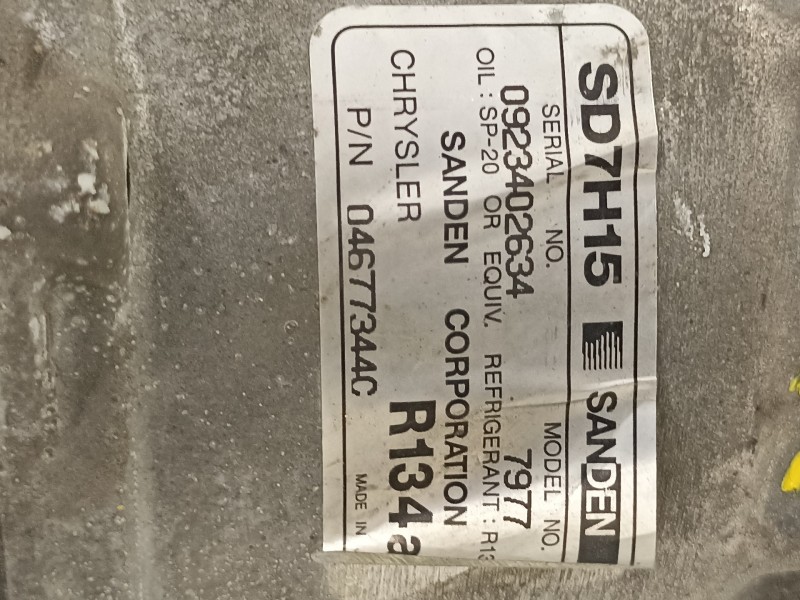 SD7H15 SANDEN
SERIAL NO. MODEL NO.
0923402634 7977
OIL : SP-20 OR EQUIV. REFRIGERANT : R13
SANDEN CORPORATION
CHRYSLER R134a
P/N 04677344C MADE IN